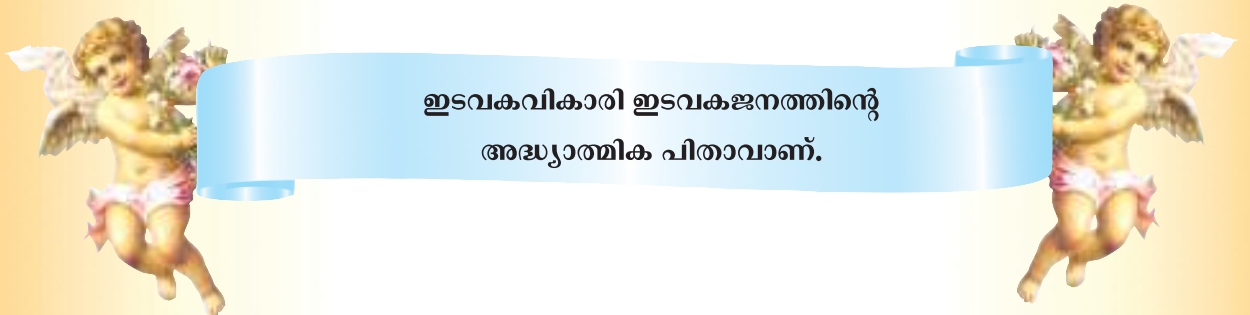 ഇടവകവികാരി ഇടവകജനത്തിന്റെ
അദ്ധ്യാത്മിക പിതാവാണ്.